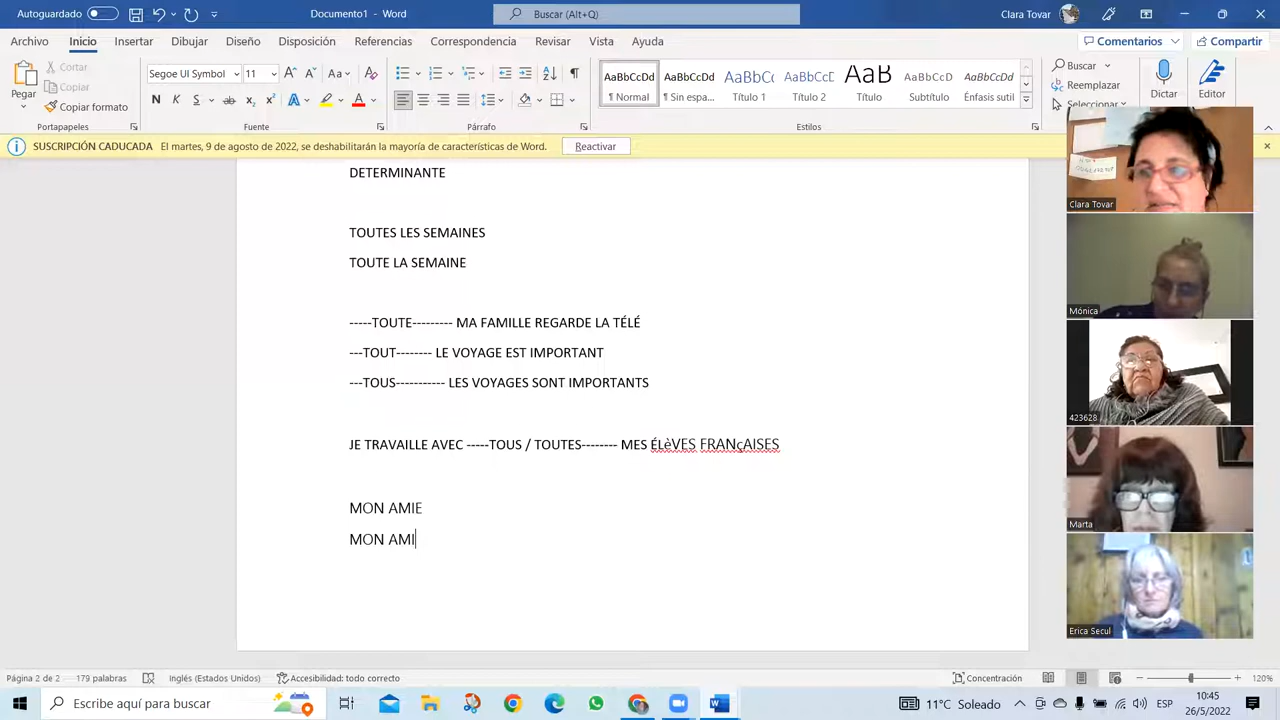 Autoguardado
Buscar (Alt+Q)
Clara Tovar
Archivo Inicio Insertar Dibujar Diseño Disposición Referencias Correspondencia Revisar Vista Ayuda
Comentarios Compartir
Pegar
Cortar
Copiar
Copiar formato
Portapapeles
Segoe UI Symbol 11
Fuente
Párrafo
AaBbCcDd AaBbCcDd AaBbCc AaBbCcE AaB AaBbCcD AaBbCcDd
¶ Normal ¶ Sin espa... Título 1 Título 2 Título Subtítulo Énfasis sutil
Estilos
Buscar
Reemplazar
Seleccionar
Dictar
Editor
SUSCRIPCIÓN CADUCADA El martes, 9 de agosto de 2022, se deshabilitarán la mayoría de características de Word. Reactivar
DETERMINANTE
TOUTES LES SEMAINES
TOUTE LA SEMAINE
-----TOUTE--------- MA FAMILLE REGARDE LA TÉLÉ
---TOUT-------- LE VOYAGE EST IMPORTANT
---TOUS----------- LES VOYAGES SONT IMPORTANTS
JE TRAVAILLE AVEC -----TOUS / TOUTES-------- MES ÉLèVES FRANçAISES
MON AMIE
MON AMI
Clara Tovar
Mónica
423628
Marta
Erica Secul
Página 2 de 2 179 palabras Inglés (Estados Unidos) Accesibilidad: todo correcto
Concentración 120%
Escribe aquí para buscar
11°C Soleado
ESP
10:45
26/5/2022